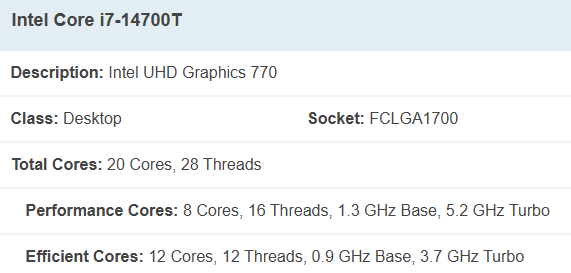 Intel Core i7-14700T
Description: Intel UHD Graphics 770
Class: Desktop Socket: FCLGA1700
Total Cores: 20 Cores, 28 Threads
Performance Cores: 8 Cores, 16 Threads, 1.3 GHz Base, 5.2 GHz Turbo
Efficient Cores: 12 Cores, 12 Threads, 0.9 GHz Base, 3.7 GHz Turbo